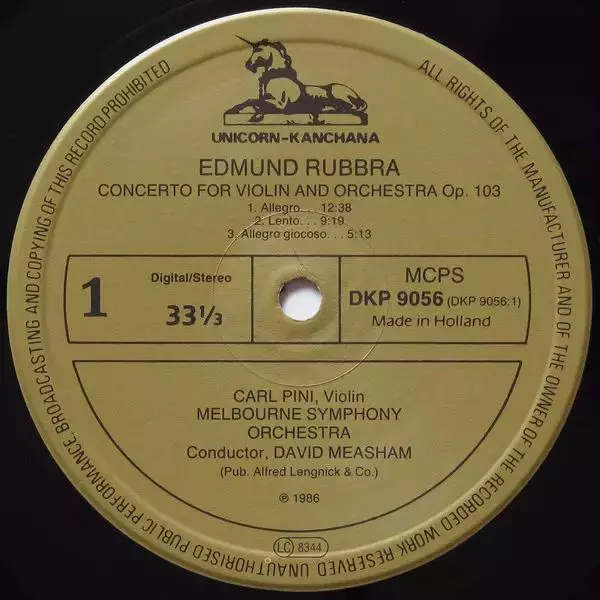 UNICORN-KANCHANA
EDMUND RUBBRA
CONCERTO FOR VIOLIN AND ORCHESTRA Op. 103
1. Allegro. . . 12:38
2. Lento. . . 9:19
3. Allegro giocoso. . . 5:13
1
Digital/Stereo
33⅓
MCPS
DKP 9056 (DKP 9056:1)
Made in Holland
CARL PINI, Violin
MELBOURNE SYMPHONY
ORCHESTRA
Conductor, DAVID MEASHAM
(Pub. Alfred Lengnick & Co.)
℗ 1986
LC 8344
ALL RIGHTS OF THE MANUFACTURER AND OF THE OWNER OF THE RECORDED WORK RESERVED UNAUTHORISED PUBLIC PERFORMANCE, BROADCASTING AND COPYING OF THIS RECORD PROHIBITED